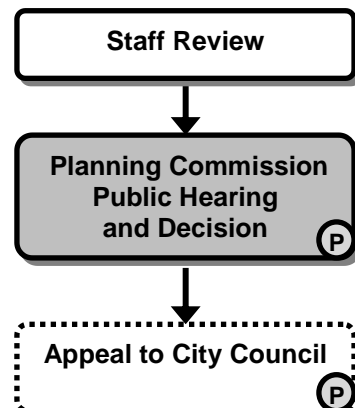 Staff Review
Planning Commission
Public Hearing
and Decision
P
Appeal to City Council
P